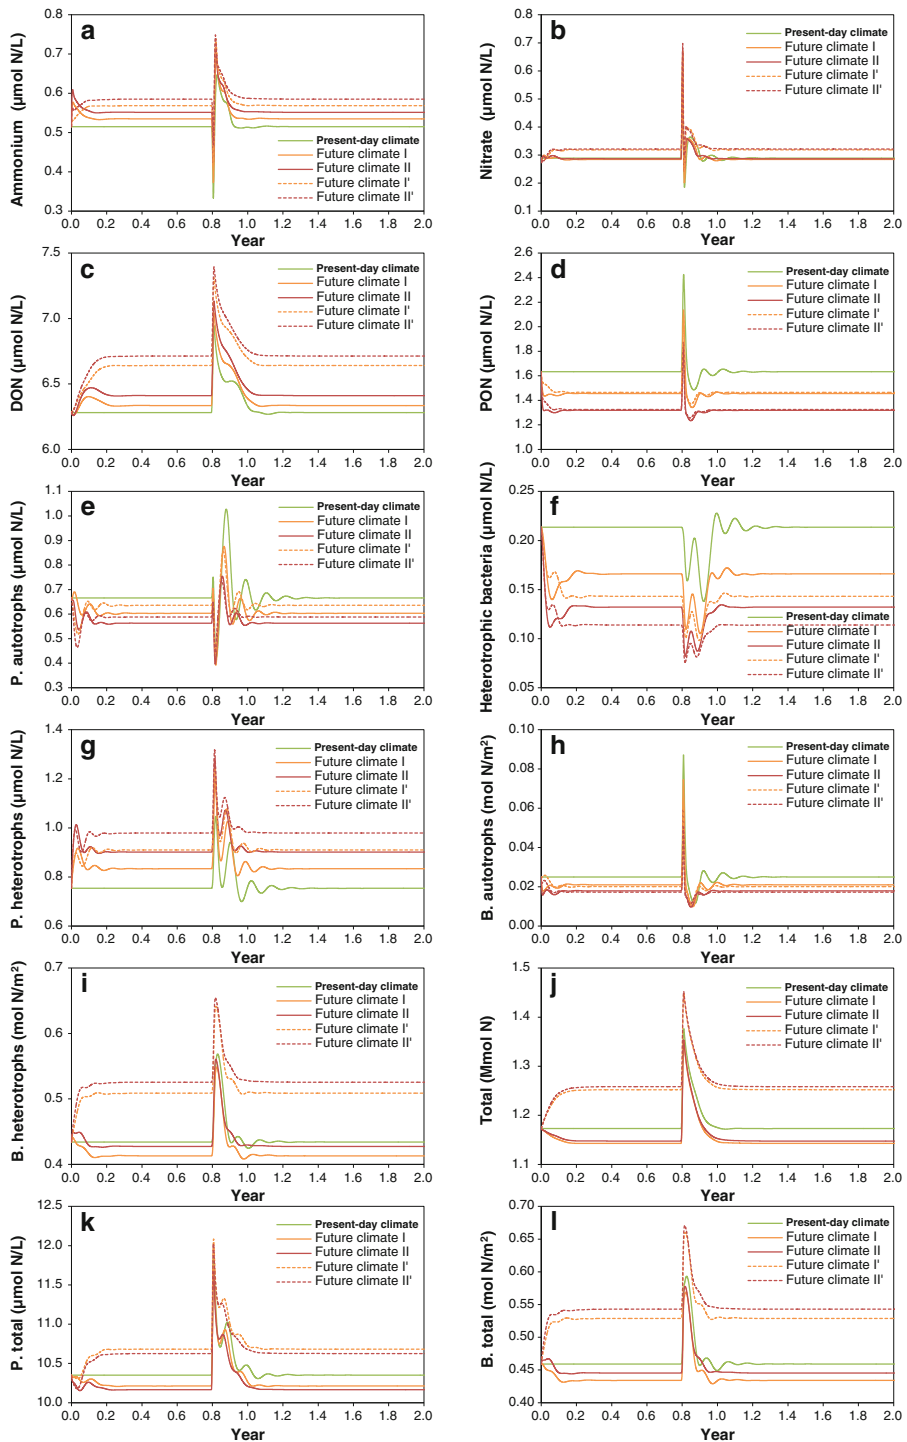 a
Ammonium (µmol N/L)
0.8
0.7
0.6
0.5
0.4
0.3
0.0 0.2 0.4 0.6 0.8 1.0 1.2 1.4 1.6 1.8 2.0
Year
Present-day climate
Future climate I
Future climate II
Future climate I'
Future climate II'
b
Nitrate (µmol N/L)
0.8
0.7
0.6
0.5
0.4
0.3
0.2
0.1
0.0 0.2 0.4 0.6 0.8 1.0 1.2 1.4 1.6 1.8 2.0
Year
Present-day climate
Future climate I
Future climate II
Future climate I'
Future climate II'
c
DON (µmol N/L)
7.5
7.0
6.5
6.0
0.0 0.2 0.4 0.6 0.8 1.0 1.2 1.4 1.6 1.8 2.0
Year
Present-day climate
Future climate I
Future climate II
Future climate I'
Future climate II'
d
PON (µmol N/L)
2.6
2.4
2.2
2.0
1.8
1.6
1.4
1.2
1.0
0.0 0.2 0.4 0.6 0.8 1.0 1.2 1.4 1.6 1.8 2.0
Year
Present-day climate
Future climate I
Future climate II
Future climate I'
Future climate II'
e
P. autotrophs (µmol N/L)
1.1
1.0
0.9
0.8
0.7
0.6
0.5
0.4
0.3
0.0 0.2 0.4 0.6 0.8 1.0 1.2 1.4 1.6 1.8 2.0
Year
Present-day climate
Future climate I
Future climate II
Future climate I'
Future climate II'
f
Heterotrophic bacteria (µmol N/L)
0.25
0.20
0.15
0.10
0.05
0.0 0.2 0.4 0.6 0.8 1.0 1.2 1.4 1.6 1.8 2.0
Year
Present-day climate
Future climate I
Future climate II
Future climate I'
Future climate II'
g
P. heterotrophs (µmol N/L)
1.4
1.2
1.0
0.8
0.6
0.0 0.2 0.4 0.6 0.8 1.0 1.2 1.4 1.6 1.8 2.0
Year
Present-day climate
Future climate I
Future climate II
Future climate I'
Future climate II'
h
B. autotrophs (mol N/m²)
0.10
0.08
0.06
0.04
0.02
0.00
0.0 0.2 0.4 0.6 0.8 1.0 1.2 1.4 1.6 1.8 2.0
Year
Present-day climate
Future climate I
Future climate II
Future climate I'
Future climate II'
i
B. heterotrophs (mol N/m²)
0.7
0.6
0.5
0.4
0.0 0.2 0.4 0.6 0.8 1.0 1.2 1.4 1.6 1.8 2.0
Year
Present-day climate
Future climate I
Future climate II
Future climate I'
Future climate II'
j
Total (Mmol N)
1.5
1.4
1.3
1.2
1.1
0.0 0.2 0.4 0.6 0.8 1.0 1.2 1.4 1.6 1.8 2.0
Year
Present-day climate
Future climate I
Future climate II
Future climate I'
Future climate II'
k
P. total (µmol N/L)
12.5
12.0
11.5
11.0
10.5
10.0
0.0 0.2 0.4 0.6 0.8 1.0 1.2 1.4 1.6 1.8 2.0
Year
Present-day climate
Future climate I
Future climate II
Future climate I'
Future climate II'
l
B. total (mol N/m²)
0.70
0.65
0.60
0.55
0.50
0.45
0.40
0.0 0.2 0.4 0.6 0.8 1.0 1.2 1.4 1.6 1.8 2.0
Year
Present-day climate
Future climate I
Future climate II
Future climate I'
Future climate II'